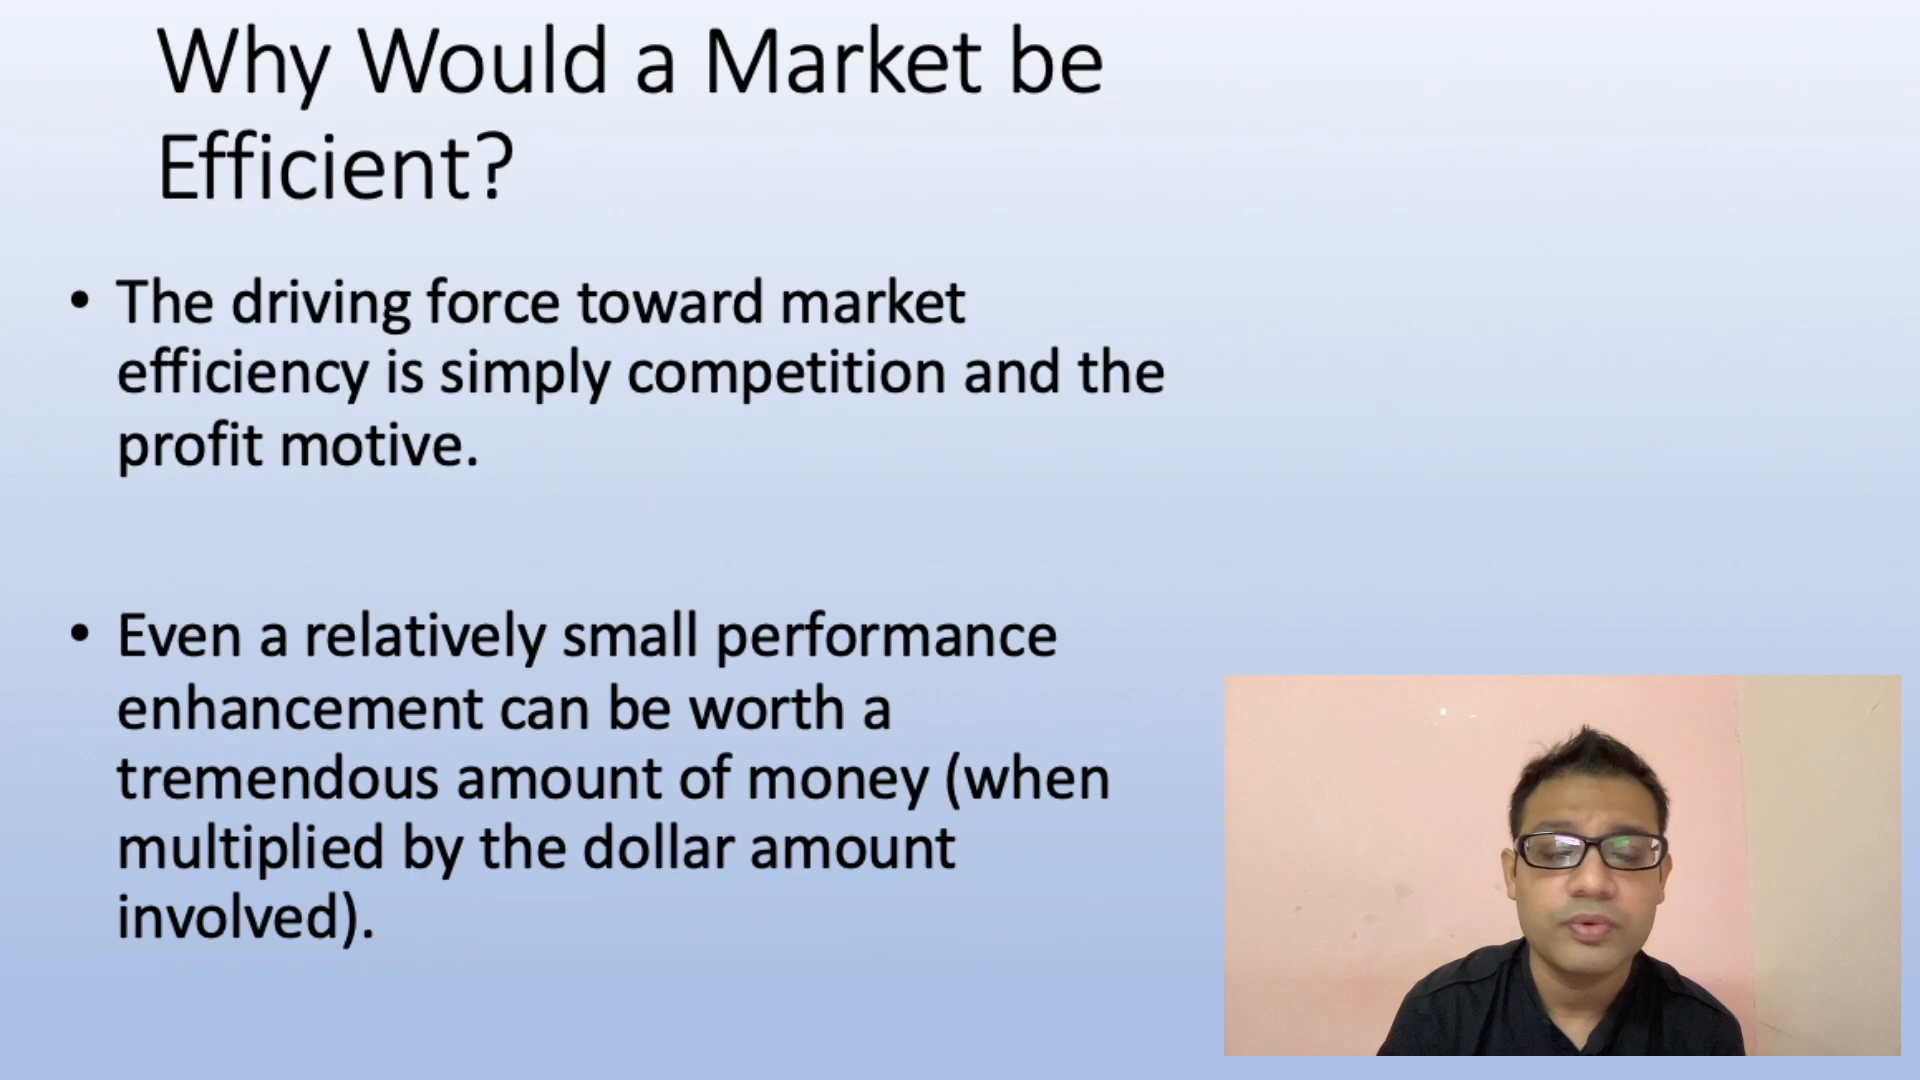 Why Would a Market be
Efficient?
• The driving force toward market
efficiency is simply competition and the
profit motive.
• Even a relatively small performance
enhancement can be worth a
tremendous amount of money (when
multiplied by the dollar amount
involved).